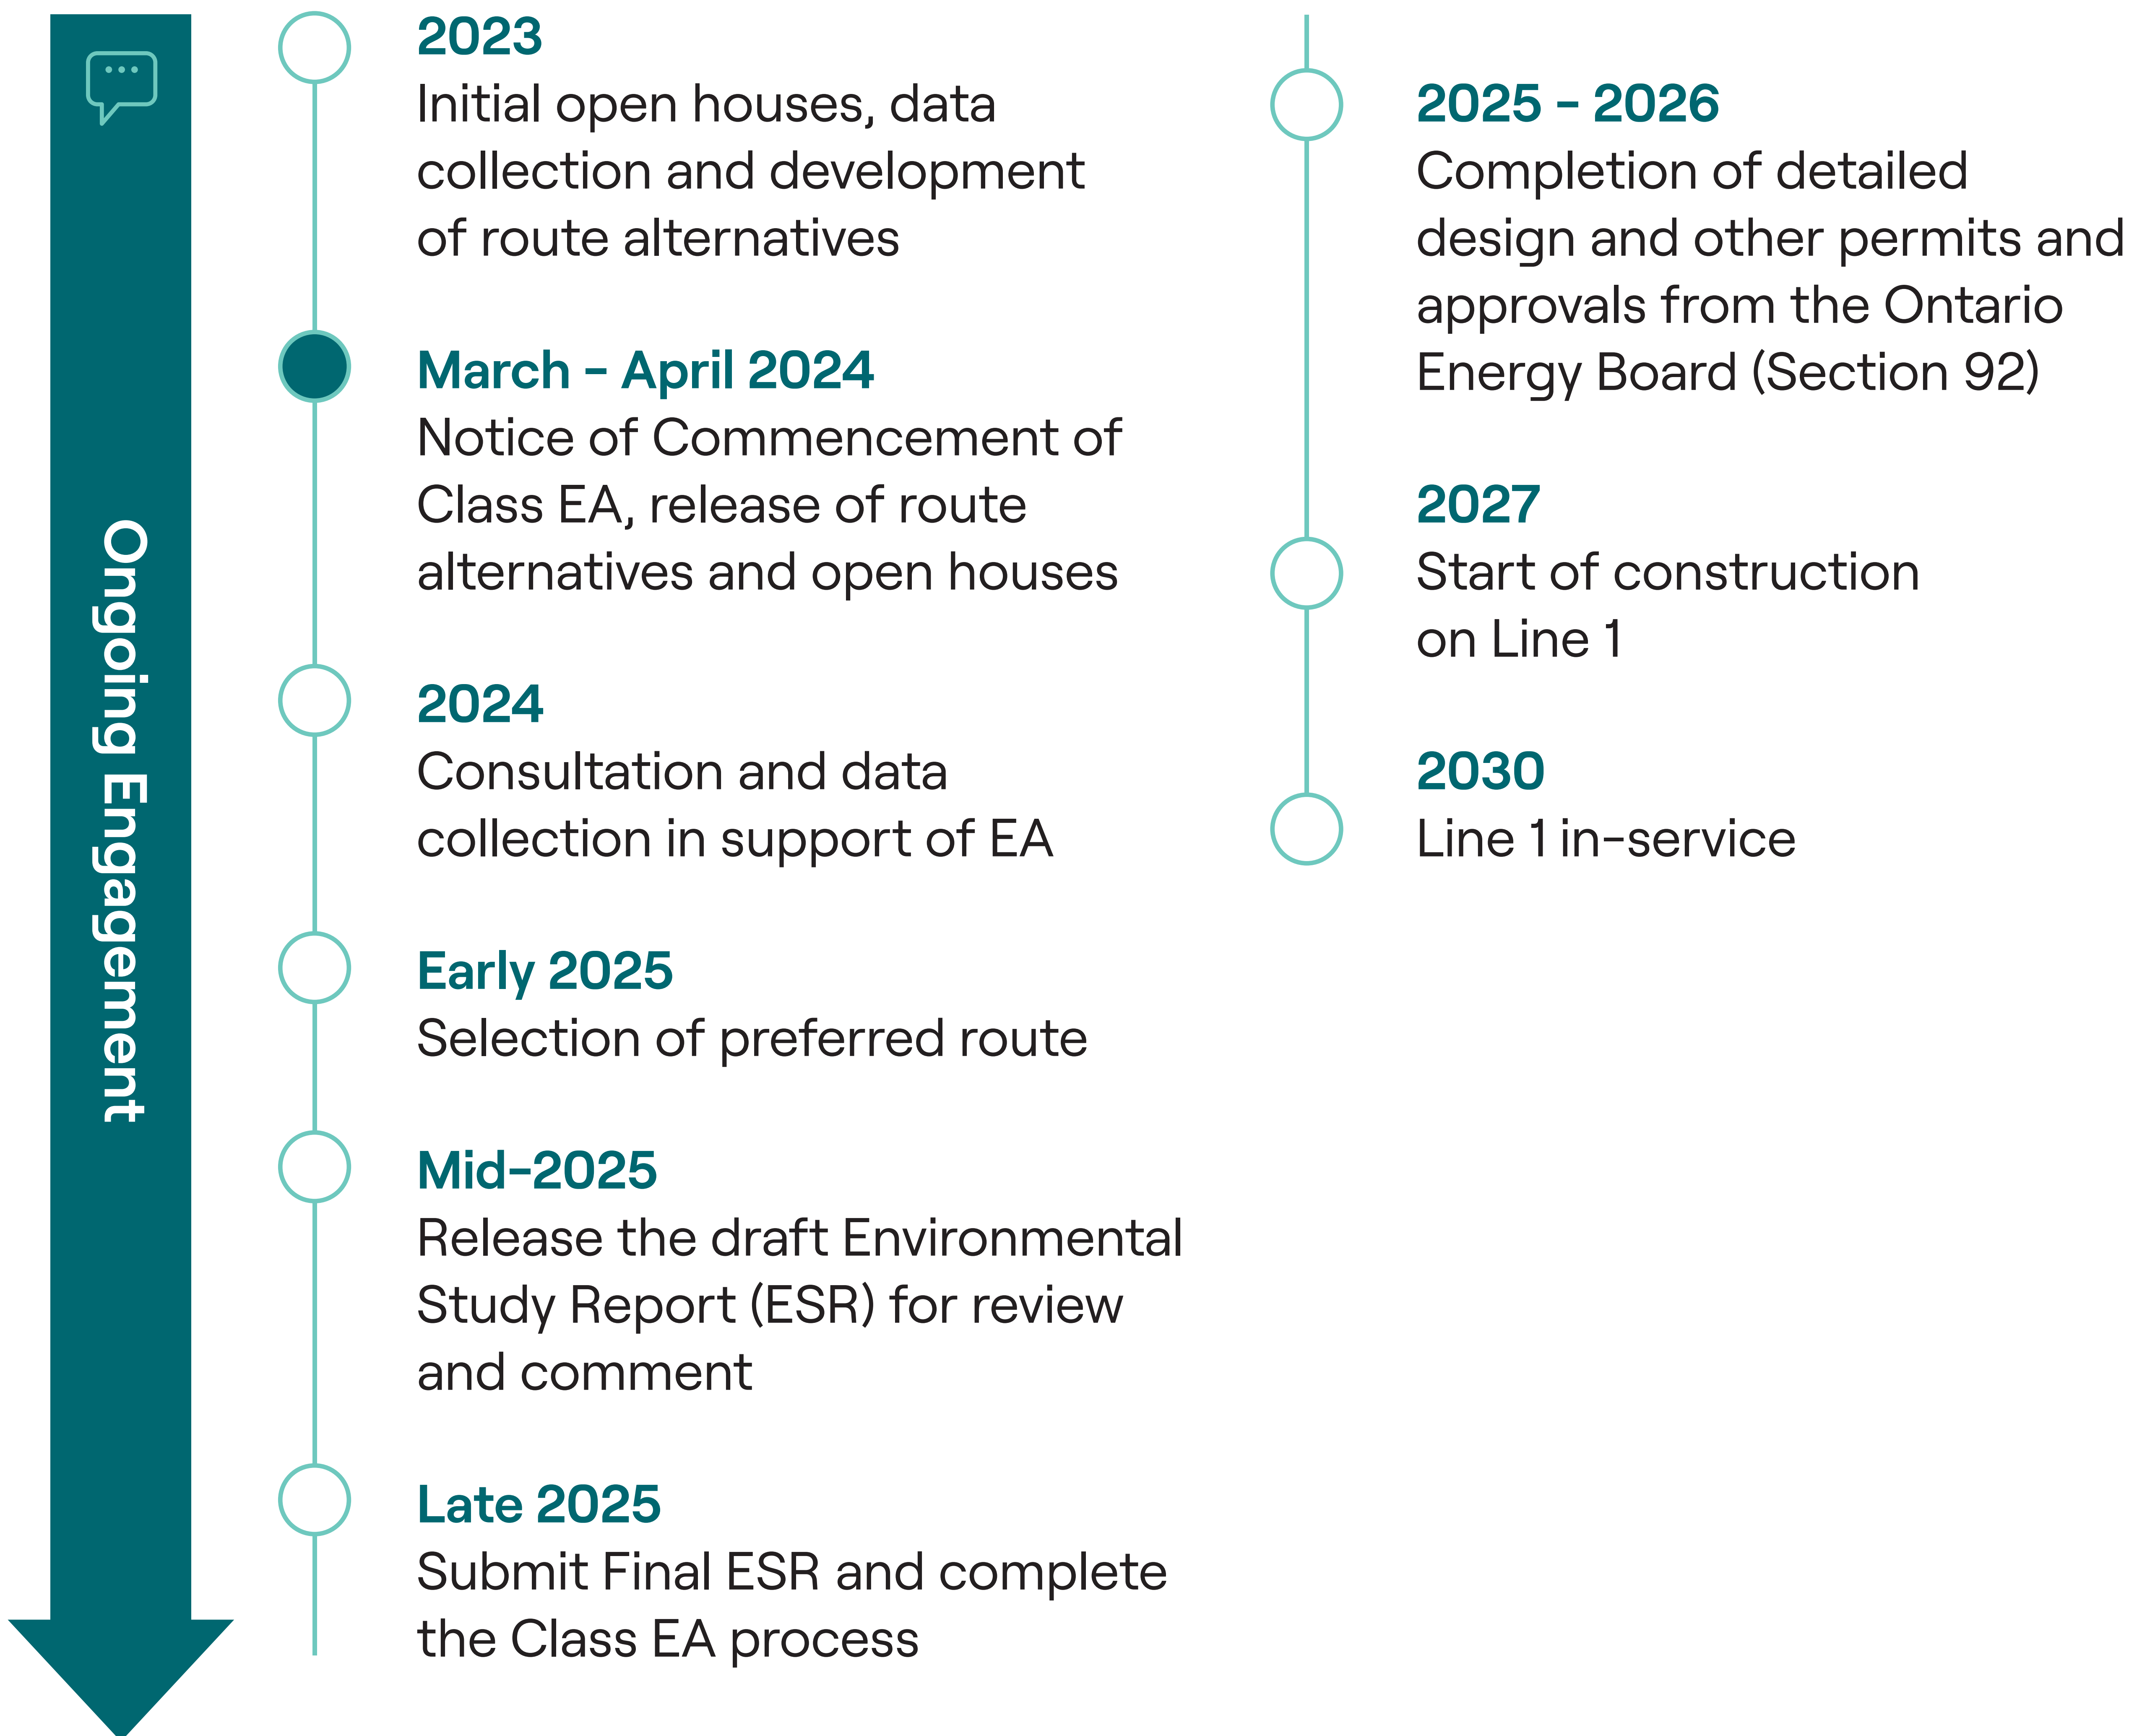 Ongoing Engagement
2023
Initial open houses, data
collection and development
of route alternatives
March – April 2024
Notice of Commencement of
Class EA, release of route
alternatives and open houses
2024
Consultation and data
collection in support of EA
Early 2025
Selection of preferred route
Mid–2025
Release the draft Environmental
Study Report (ESR) for review
and comment
Late 2025
Submit Final ESR and complete
the Class EA process
2025 – 2026
Completion of detailed
design and other permits and
approvals from the Ontario
Energy Board (Section 92)
2027
Start of construction
on Line 1
2030
Line 1 in–service